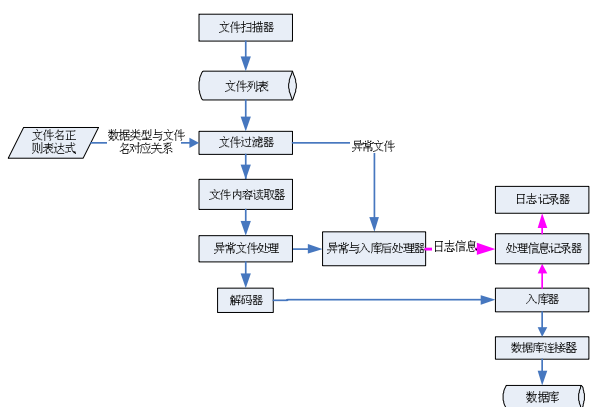 文件扫描器
文件列表
文件名正
则表达式
数据类型与文件
名对应关系
文件过滤器
异常文件
文件内容读取器
日志记录器
异常文件处理
异常与入库后处理器
日志信息
处理信息记录器
解码器
入库器
数据库连接器
数据库